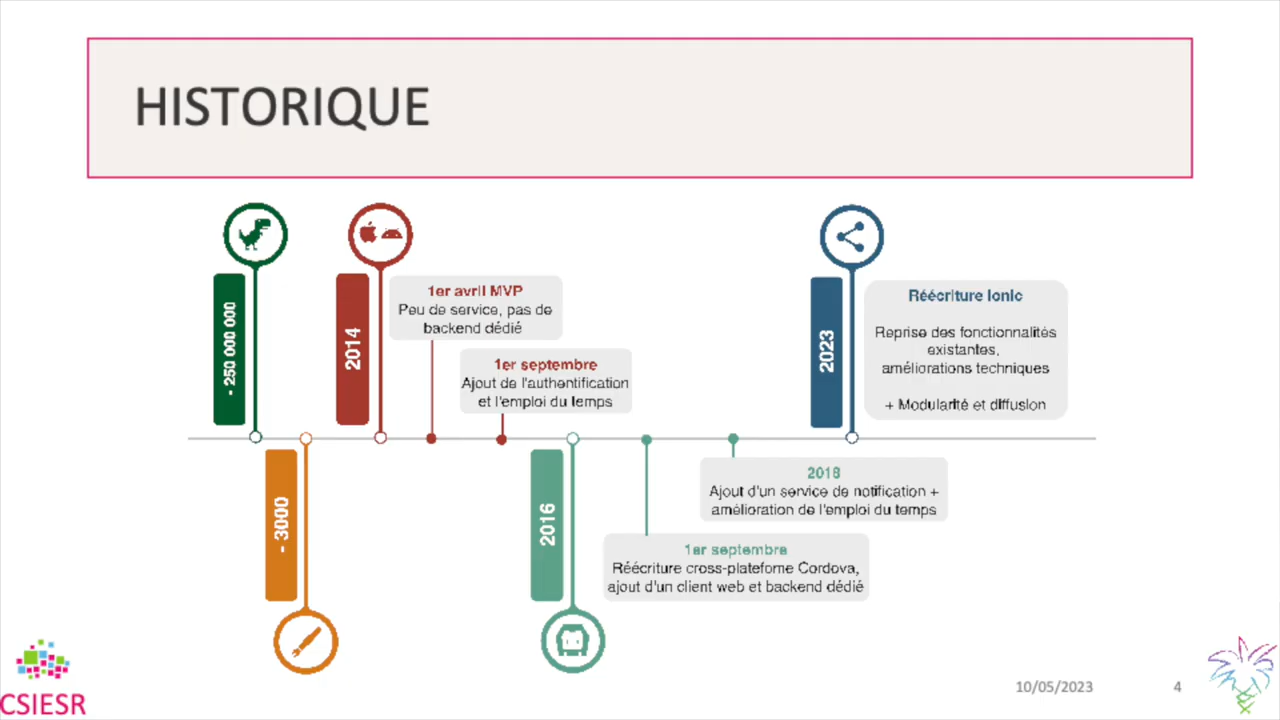 HISTORIQUE
- 250 000 000
2014
1er avril MVP
Peu de service, pas de
backend dédié
1er septembre
Ajout de l'authentification
et l'emploi du temps
2023
Réécriture Ionic
Reprise des fonctionnalités
existantes,
améliorations techniques
+ Modularité et diffusion
- 3000
2016
2018
Ajout d'un service de notification +
amélioration de l'emploi du temps
1er septembre
Réécriture cross-plateforme Cordova,
ajout d'un client web et backend dédié
CSIESR
10/05/2023
4